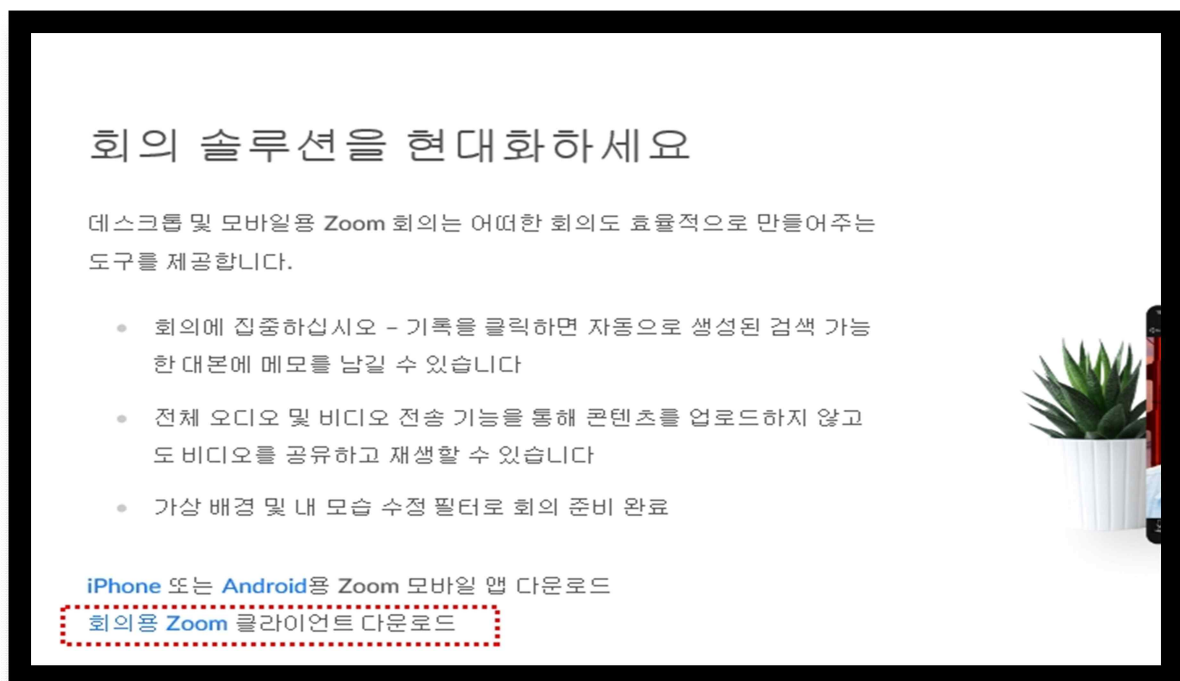 회의 솔루션을 현대화하세요
데스크톱 및 모바일용 Zoom 회의는 어떠한 회의도 효율적으로 만들어주는
도구를 제공합니다.
회의에 집중하십시오 – 기록을 클릭하면 자동으로 생성된 검색 가능
한 대본에 메모를 남길 수 있습니다
전체 오디오 및 비디오 전송 기능을 통해 콘텐츠를 업로드하지 않고
도 비디오를 공유하고 재생할 수 있습니다
가상 배경 및 내 모습 수정 필터로 회의 준비 완료
iPhone 또는 Android용 Zoom 모바일 앱 다운로드
회의용 Zoom 클라이언트 다운로드